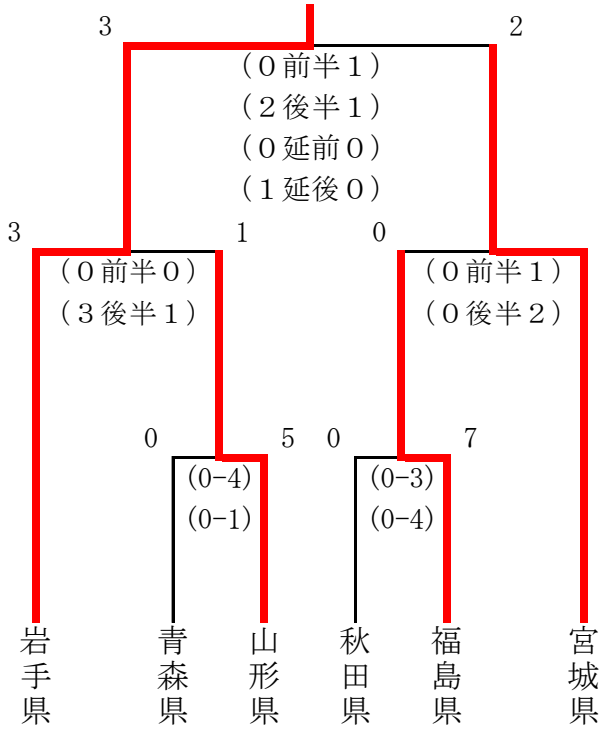 3 2
（０前半１）
（２後半１）
（０延前０）
（１延後０）
3 1 0
（０前半０） （０前半１）
（３後半１） （０後半２）
0 5 0 7
(0-4) (0-3)
(0-1) (0-4)
岩手県
青森県
山形県
秋田県
福島県
宮城県